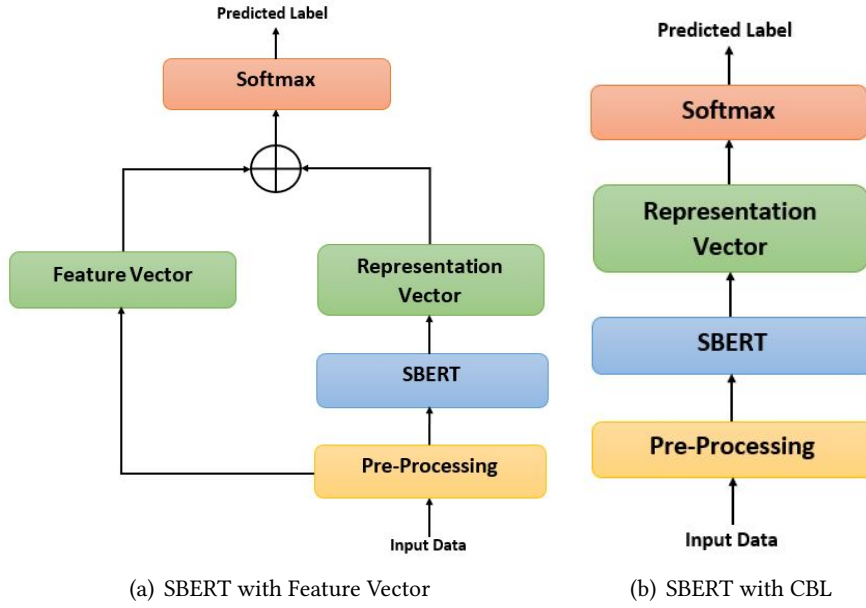 Predicted Label
Softmax
Feature Vector
Representation
Vector
SBERT
Pre-Processing
Input Data
(a) SBERT with Feature Vector
Predicted Label
Softmax
Representation
Vector
SBERT
Pre-Processing
Input Data
(b) SBERT with CBL